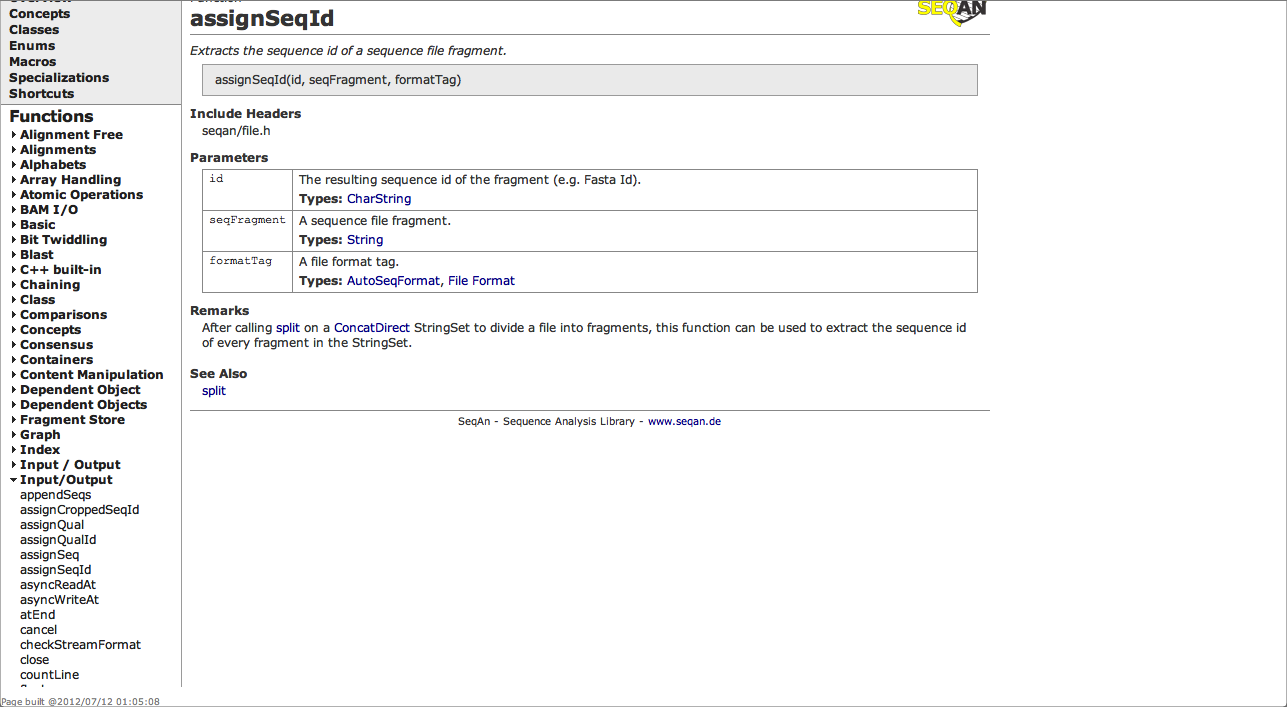 Concepts
Classes
Enums
Macros
Specializations
Shortcuts
Functions
Alignment Free
Alignments
Alphabets
Array Handling
Atomic Operations
BAM I/O
Basic
Bit Twiddling
Blast
C++ built-in
Chaining
Class
Comparisons
Concepts
Consensus
Containers
Content Manipulation
Dependent Object
Dependent Objects
Fragment Store
Graph
Index
Input / Output
Input/Output
appendSeqs
assignCroppedSeqId
assignQual
assignQualId
assignSeq
assignSeqId
asyncReadAt
asyncWriteAt
atEnd
cancel
checkStreamFormat
close
countLine
Page built @2012/07/12 01:05:08
assignSeqId
SEQAN
Extracts the sequence id of a sequence file fragment.
assignSeqId(id, seqFragment, formatTag)
Include Headers
seqan/file.h
Parameters
id
The resulting sequence id of the fragment (e.g. Fasta Id).
Types: CharString
seqFragment
A sequence file fragment.
Types: String
formatTag
A file format tag.
Types: AutoSeqFormat, File Format
Remarks
After calling split on a ConcatDirect StringSet to divide a file into fragments, this function can be used to extract the sequence id
of every fragment in the StringSet.
See Also
split
SeqAn - Sequence Analysis Library - www.seqan.de